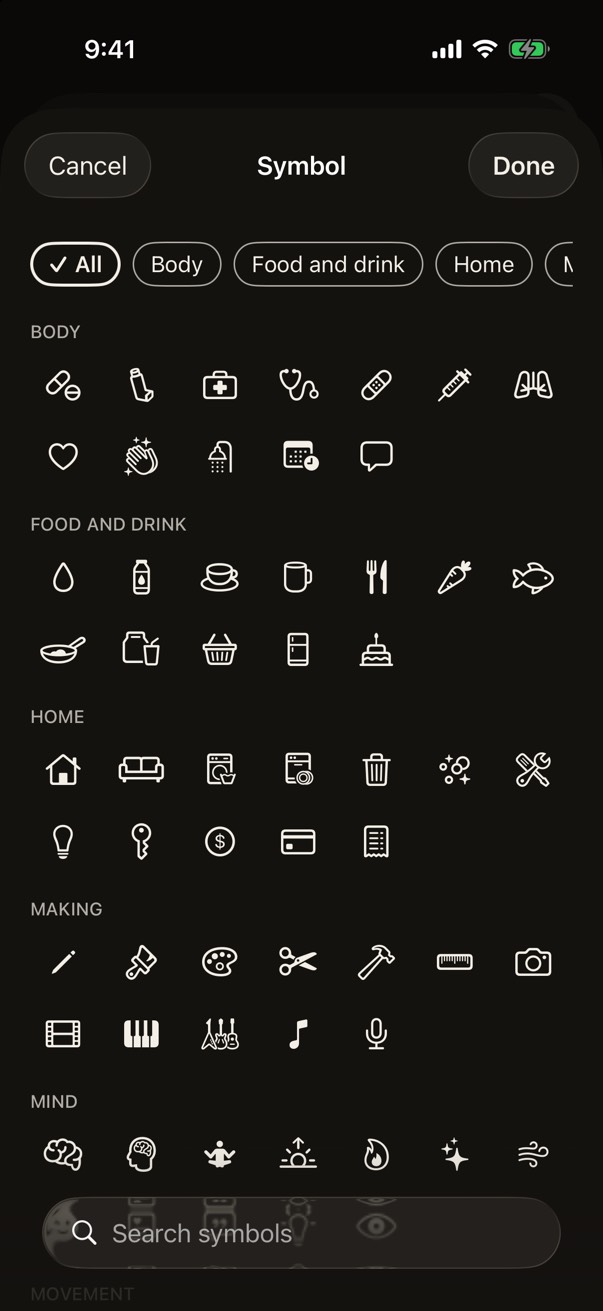 9:41
Cancel
Symbol
Done
✓ All
Body
Food and drink
Home
BODY
FOOD AND DRINK
HOME
MAKING
MIND
Search symbols
MOVEMENT